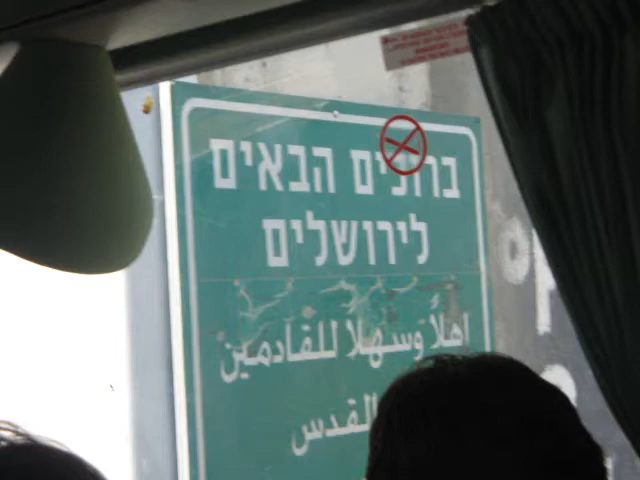 ברוכים הבאים
לירושלים
اهلاً وسهلا للقادمين
القدس